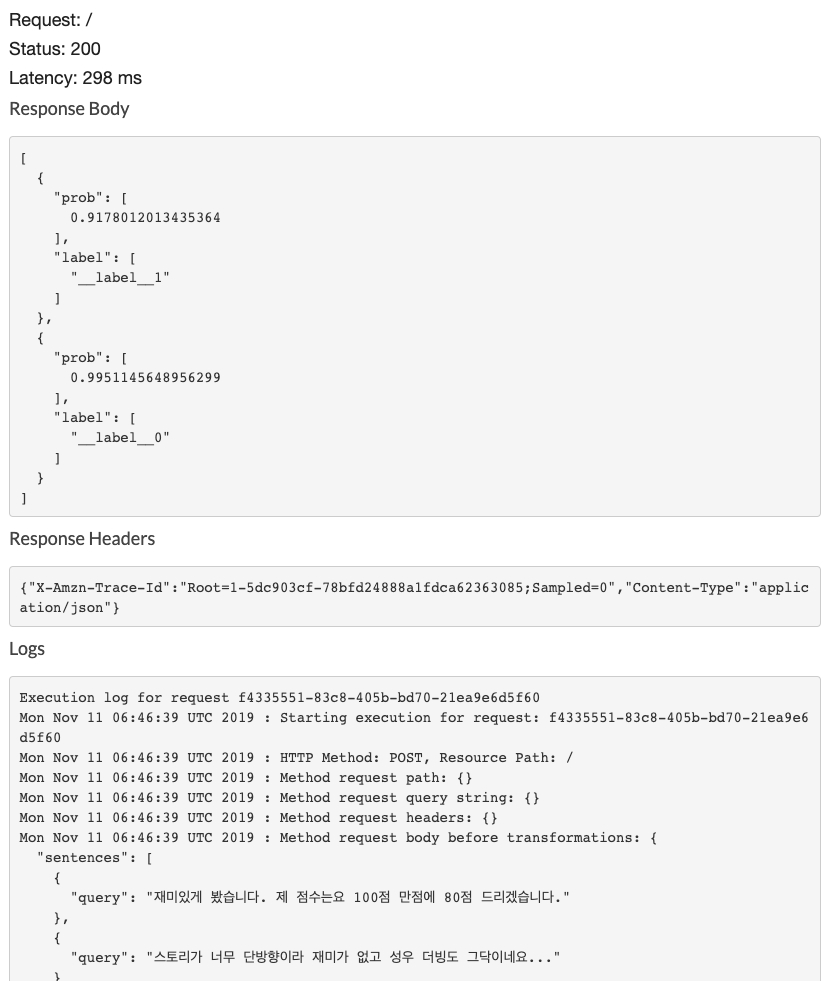 Request: /
Status: 200
Latency: 298 ms
Response Body
[
  {
    "prob": [
      0.9178012013435364
    ],
    "label": [
      "__label__1"
    ]
  },
  {
    "prob": [
      0.9951145648956299
    ],
    "label": [
      "__label__0"
    ]
  }
]
Response Headers
{"X-Amzn-Trace-Id":"Root=1-5dc903cf-78bfd24888a1fdca62363085;Sampled=0","Content-Type":"applic
ation/json"}
Logs
Execution log for request f4335551-83c8-405b-bd70-21ea9e6d5f60
Mon Nov 11 06:46:39 UTC 2019 : Starting execution for request: f4335551-83c8-405b-bd70-21ea9e6
d5f60
Mon Nov 11 06:46:39 UTC 2019 : HTTP Method: POST, Resource Path: /
Mon Nov 11 06:46:39 UTC 2019 : Method request path: {}
Mon Nov 11 06:46:39 UTC 2019 : Method request query string: {}
Mon Nov 11 06:46:39 UTC 2019 : Method request headers: {}
Mon Nov 11 06:46:39 UTC 2019 : Method request body before transformations: {
  "sentences": [
    {
      "query": "재미있게 봤습니다. 제 점수는요 100점 만점에 80점 드리겠습니다."
    },
    {
      "query": "스토리가 너무 단방향이라 재미가 없고 성우 더빙도 그닥이네요..."
    }